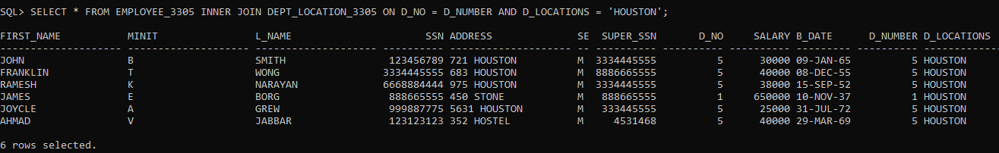 SQL> SELECT * FROM EMPLOYEE_3305 INNER JOIN DEPT_LOCATION_3305 ON D_NO = D_NUMBER AND D_LOCATIONS = 'HOUSTON';
FIRST_NAME           MINIT                L_NAME                      SSN ADDRESS              SE  SUPER_SSN       D_NO     SALARY B_DATE      D_NUMBER D_LOCATIONS
-------------------- -------------------- -------------------- ---------- -------------------- -- ---------- ---------- ---------- --------- ---------- -------------
JOHN                 B                    SMITH                 123456789 721 HOUSTON          M  3334445555          5      30000 09-JAN-65          5 HOUSTON
FRANKLIN             T                    WONG                 3334445555 683 HOUSTON          M  8886665555          5      40000 08-DEC-55          5 HOUSTON
RAMESH               K                    NARAYAN              6668884444 975 HOUSTON          M  3334445555          5      38000 15-SEP-52          5 HOUSTON
JAMES                E                    BORG                  888665555 450 STONE            M   888665555          1     650000 10-NOV-37          1 HOUSTON
JOYCLE               A                    GREW                  999887775 5631 HOUSTON         M   333445555          5      25000 31-JUL-72          5 HOUSTON
AHMAD                V                    JABBAR                123123123 352 HOSTEL           M     4531468          5      40000 29-MAR-69          5 HOUSTON
6 rows selected.